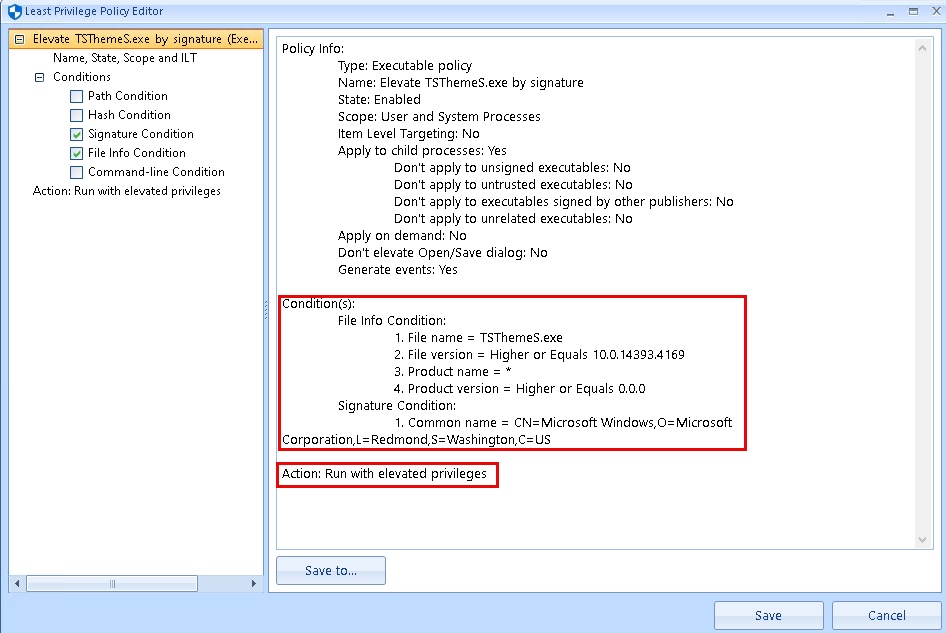 Least Privilege Policy Editor
Elevate TSThemeS.exe by signature (Exe...
Name, State, Scope and ILT
Conditions
Path Condition
Hash Condition
Signature Condition
File Info Condition
Command-line Condition
Action: Run with elevated privileges
Policy Info:
Type: Executable policy
Name: Elevate TSThemeS.exe by signature
State: Enabled
Scope: User and System Processes
Item Level Targeting: No
Apply to child processes: Yes
Don't apply to unsigned executables: No
Don't apply to untrusted executables: No
Don't apply to executables signed by other publishers: No
Don't apply to unrelated executables: No
Apply on demand: No
Don't elevate Open/Save dialog: No
Generate events: Yes
Condition(s):
File Info Condition:
1. File name = TSThemeS.exe
2. File version = Higher or Equals 10.0.14393.4169
3. Product name = *
4. Product version = Higher or Equals 0.0.0
Signature Condition:
1. Common name = CN=Microsoft Windows,O=Microsoft
Corporation,L=Redmond,S=Washington,C=US
Action: Run with elevated privileges
Save to...
Save
Cancel